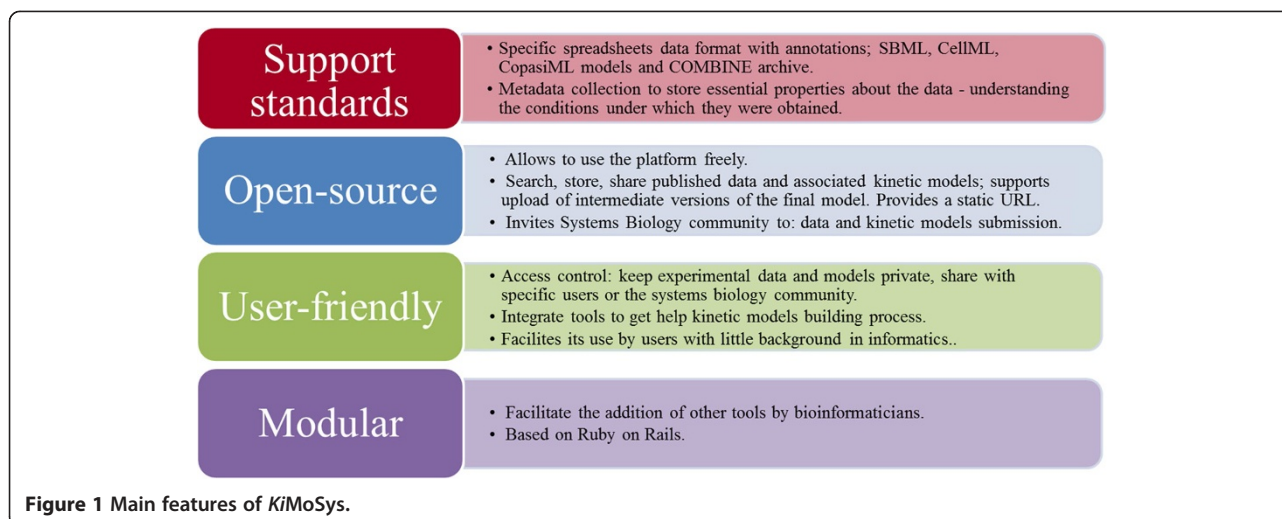 Support
standards
• Specific spreadsheets data format with annotations; SBML, CellML,
CopasiML models and COMBINE archive.
• Metadata collection to store essential properties about the data - understanding
the conditions under which they were obtained.
Open-source
• Allows to use the platform freely.
• Search, store, share published data and associated kinetic models; supports
upload of intermediate versions of the final model. Provides a static URL.
• Invites Systems Biology community to: data and kinetic models submission.
User-friendly
• Access control: keep experimental data and models private, share with
specific users or the systems biology community.
• Integrate tools to get help kinetic models building process.
• Facilites its use by users with little background in informatics..
Modular
• Facilitate the addition of other tools by bioinformaticians.
• Based on Ruby on Rails.
Figure 1 Main features of KiMoSys.